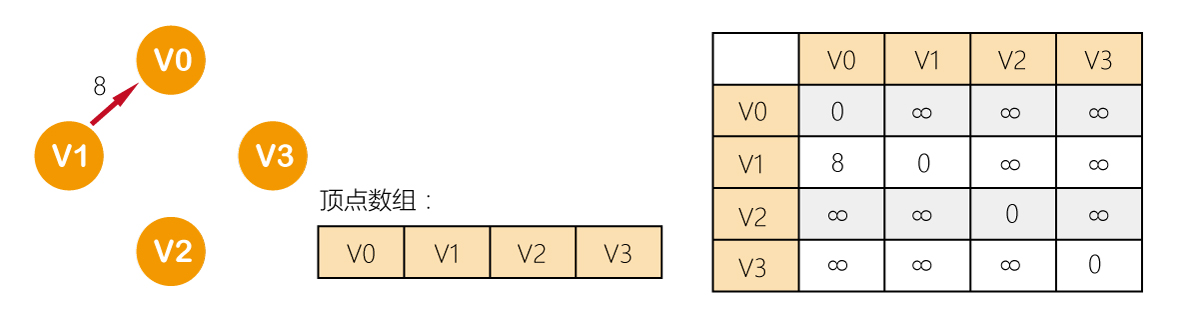 V0
8
V1
V3
V2
顶点数组：
V0 V1 V2 V3
V0 V1 V2 V3
V0 0 ∞ ∞ ∞
V1 8 0 ∞ ∞
V2 ∞ ∞ 0 ∞
V3 ∞ ∞ ∞ 0